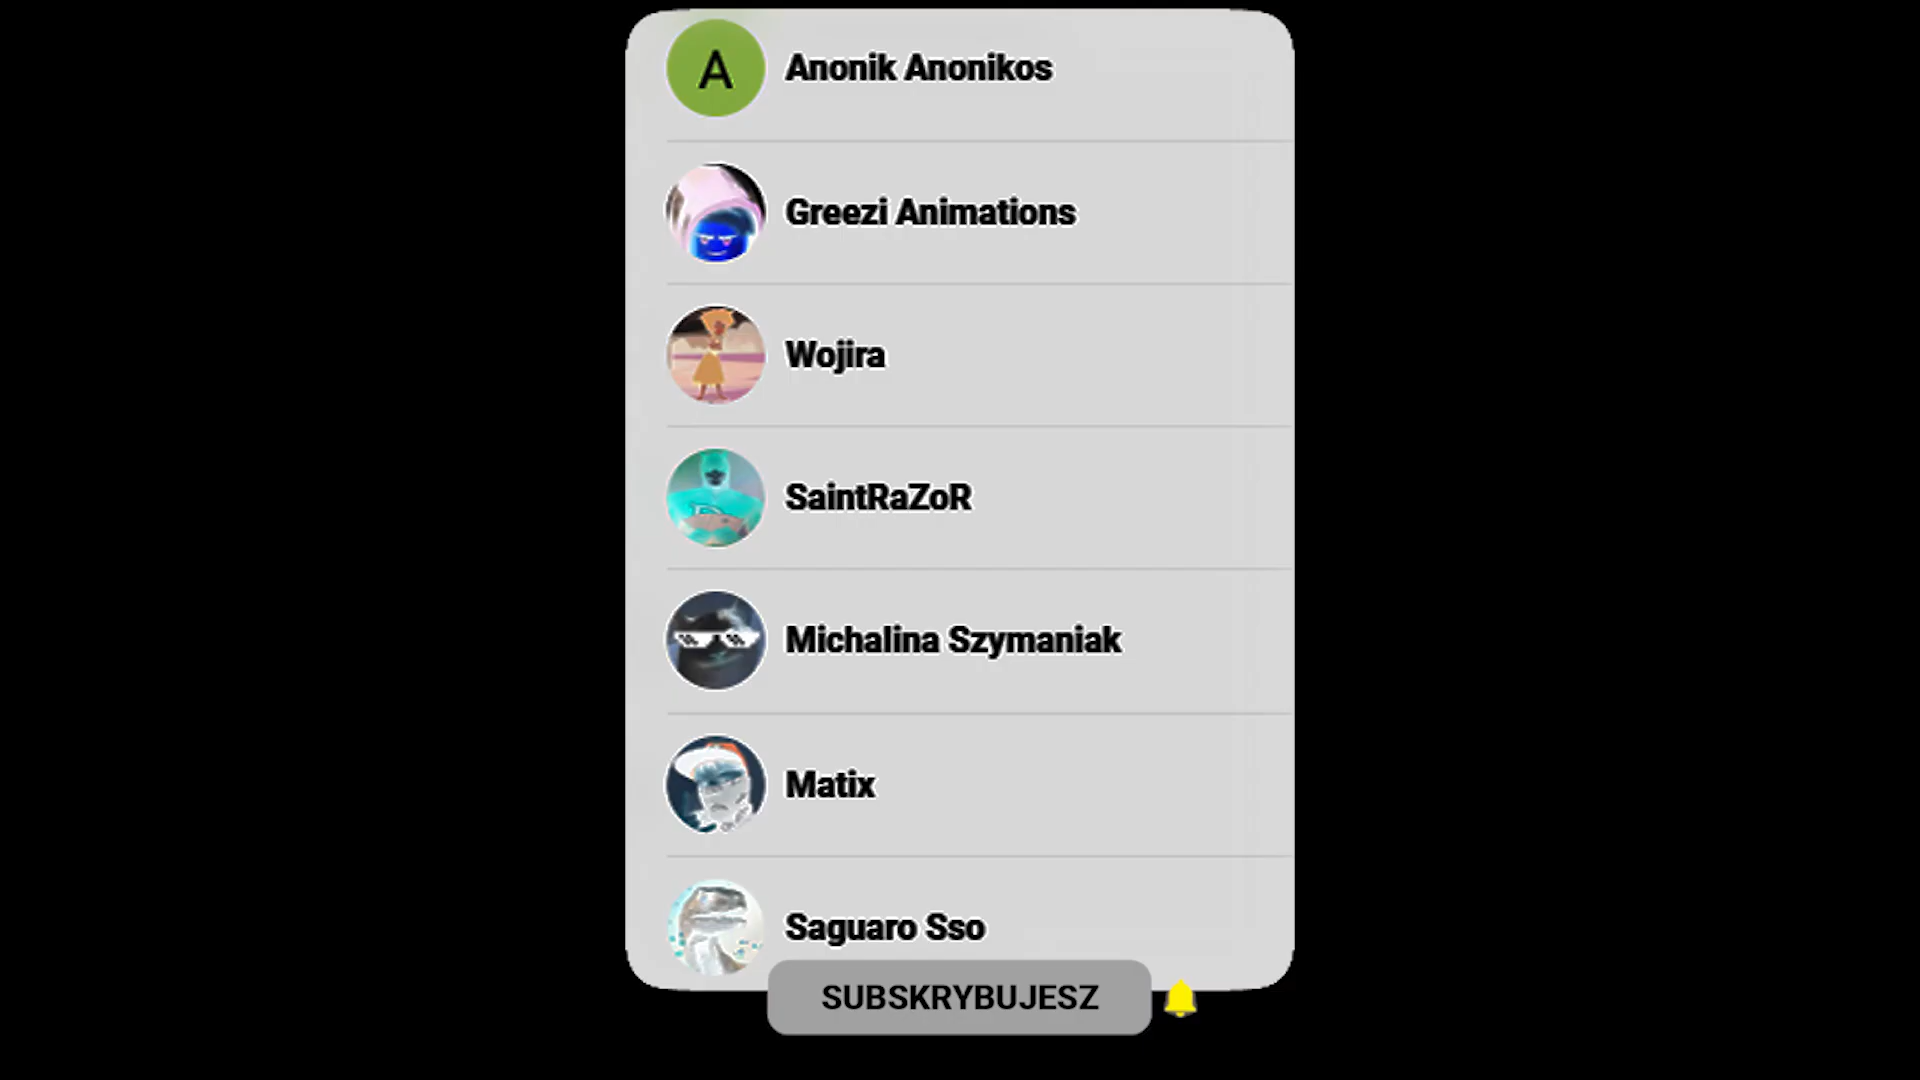 A
Anonik Anonikos
Greezi Animations
Wojira
SaintRaZoR
Michalina Szymaniak
Matix
Saguaro Sso
SUBSKRYBUJESZ